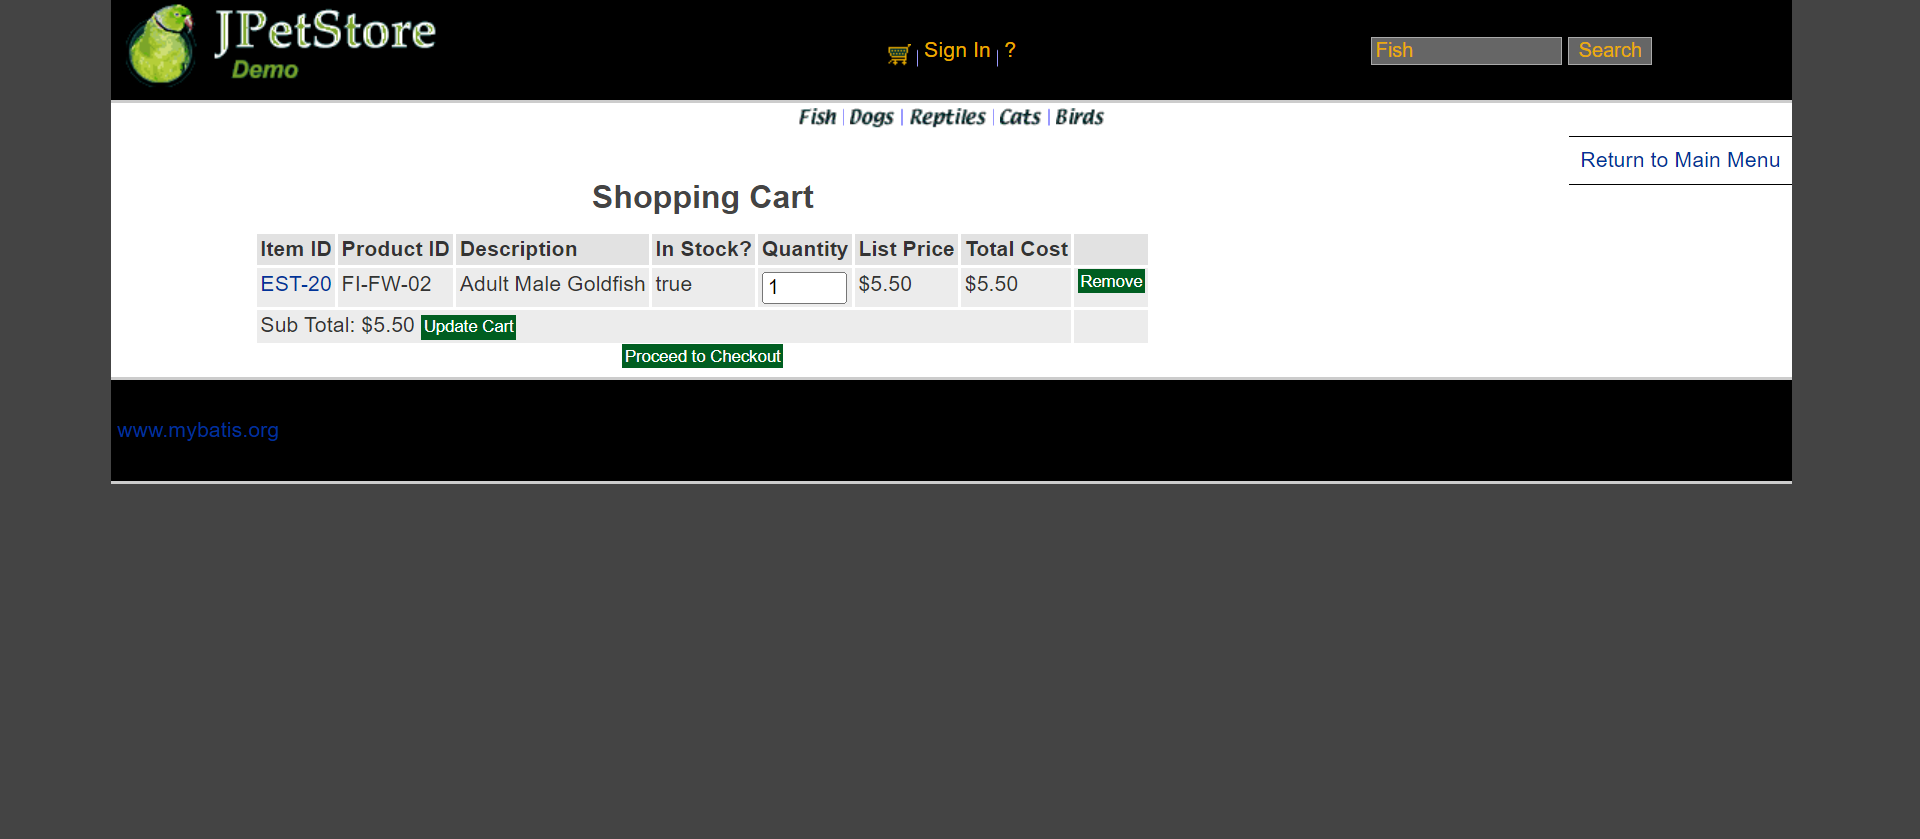 JPetStore
Demo
Sign In ?
Fish Search
Fish Dogs Reptiles Cats Birds
Return to Main Menu
Shopping Cart
Item ID Product ID Description In Stock? Quantity List Price Total Cost
EST-20 FI-FW-02 Adult Male Goldfish true 1 $5.50 $5.50 Remove
Sub Total: $5.50 Update Cart
Proceed to Checkout
www.mybatis.org